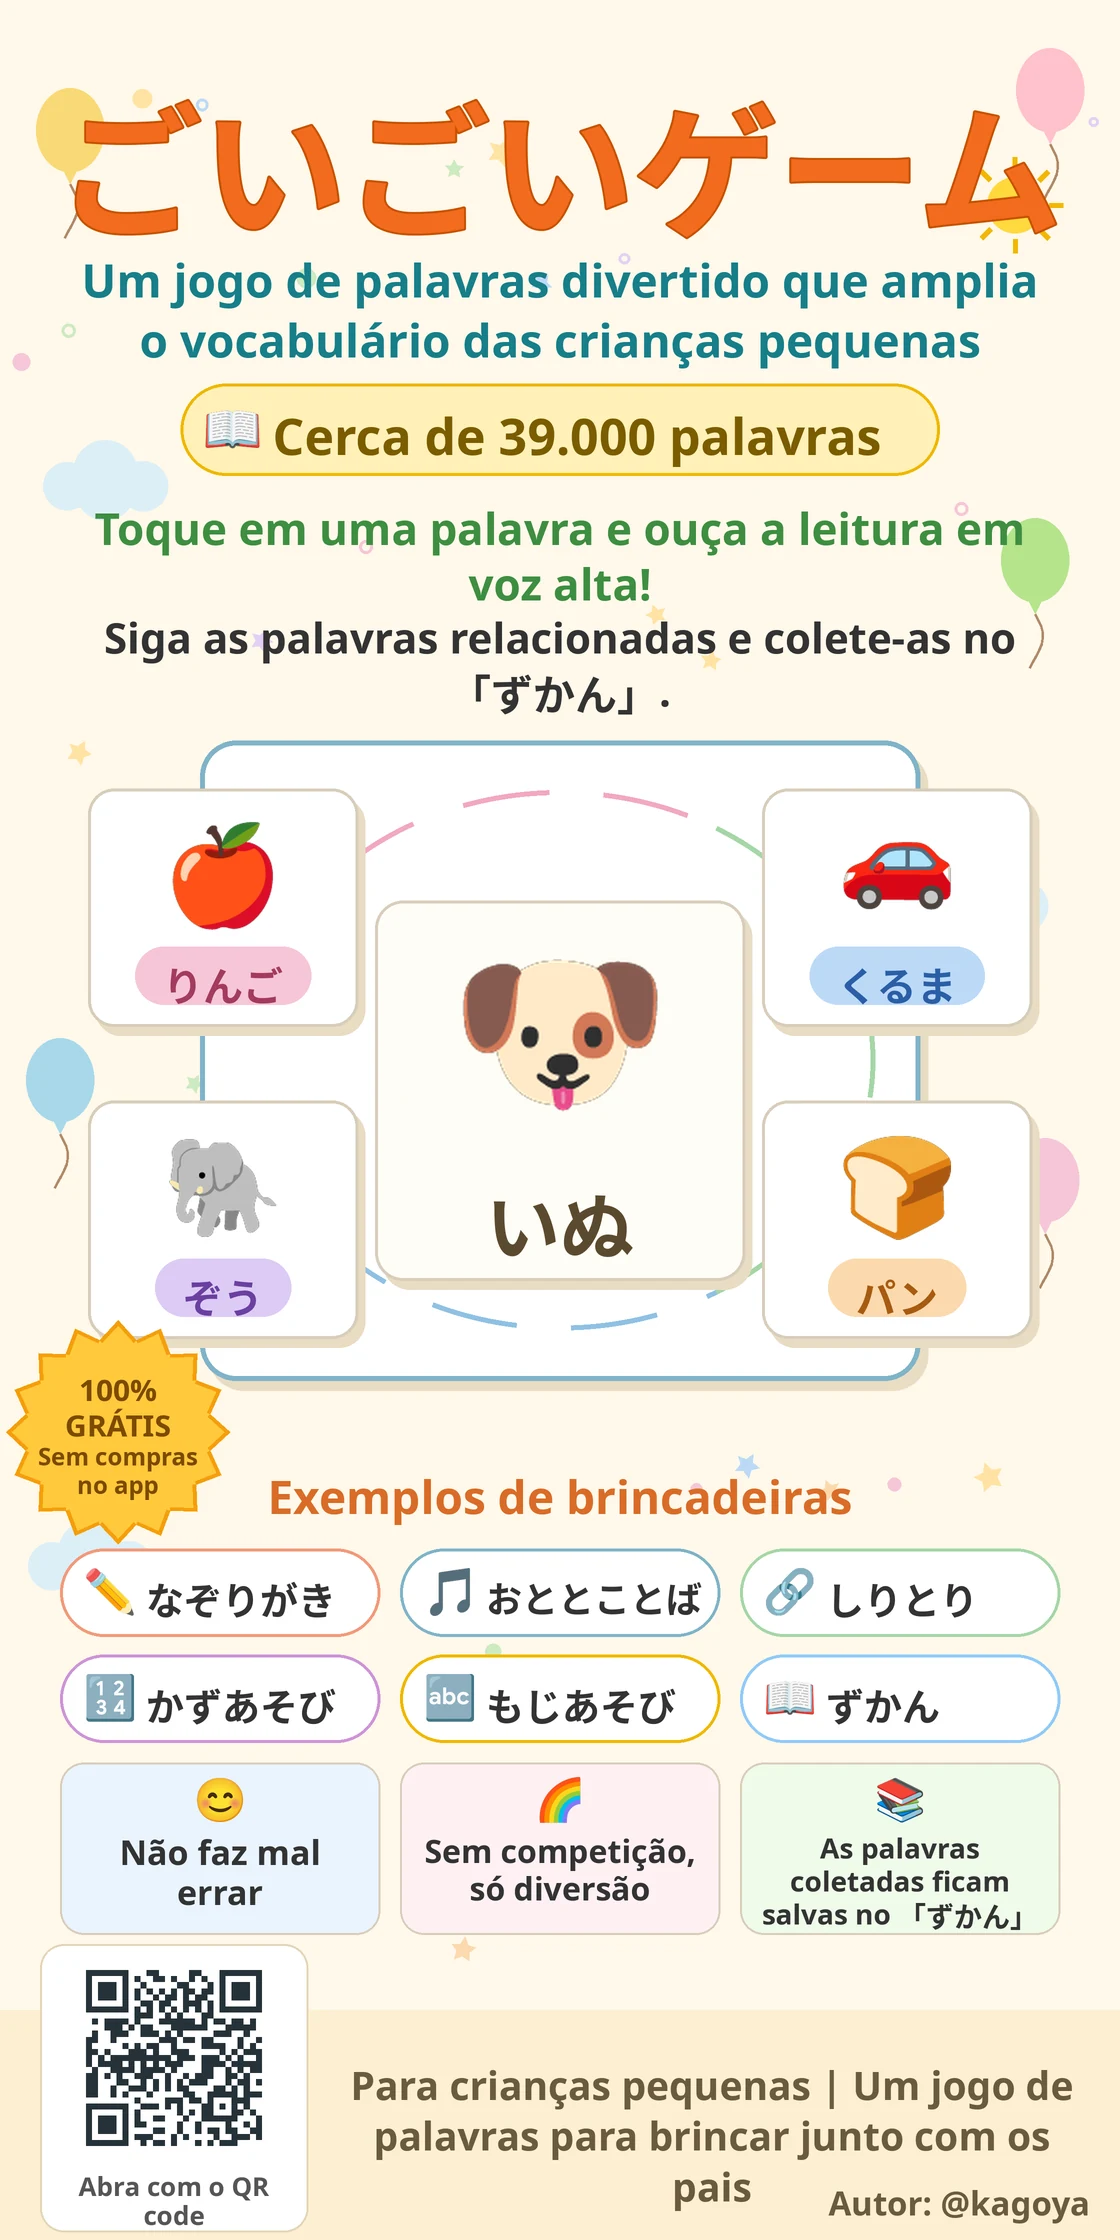 ごいごいゲーム
Um jogo de palavras divertido que amplia
o vocabulário das crianças pequenas
📖 Cerca de 39.000 palavras
Toque em uma palavra e ouça a leitura em
voz alta!
Siga as palavras relacionadas e colete-as no
「ずかん」.
りんご
くるま
いぬ
ぞう
パン
100%
GRÁTIS
Sem compras
no app
Exemplos de brincadeiras
なぞりがき
おととことば
しりとり
1 2
3 4
かずあそび
abc
もじあそび
ずかん
Não faz mal
errar
Sem competição,
só diversão
As palavras
coletadas ficam
salvas no 「ずかん」
Abra com o QR
code
Para crianças pequenas | Um jogo de
palavras para brincar junto com os
pais
Autor: @kagoya